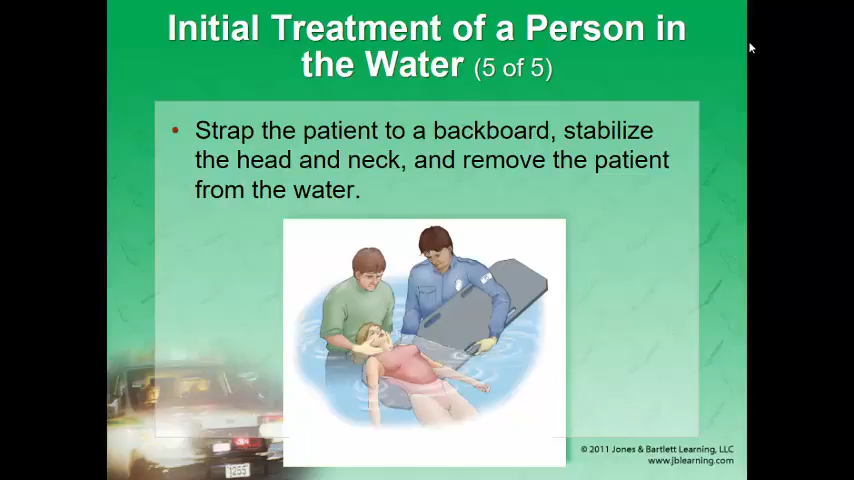 Initial Treatment of a Person in
the Water (5 of 5)
• Strap the patient to a backboard, stabilize
the head and neck, and remove the patient
from the water.
1255
© 2011 Jones & Bartlett Learning, LLC
www.jblearning.com